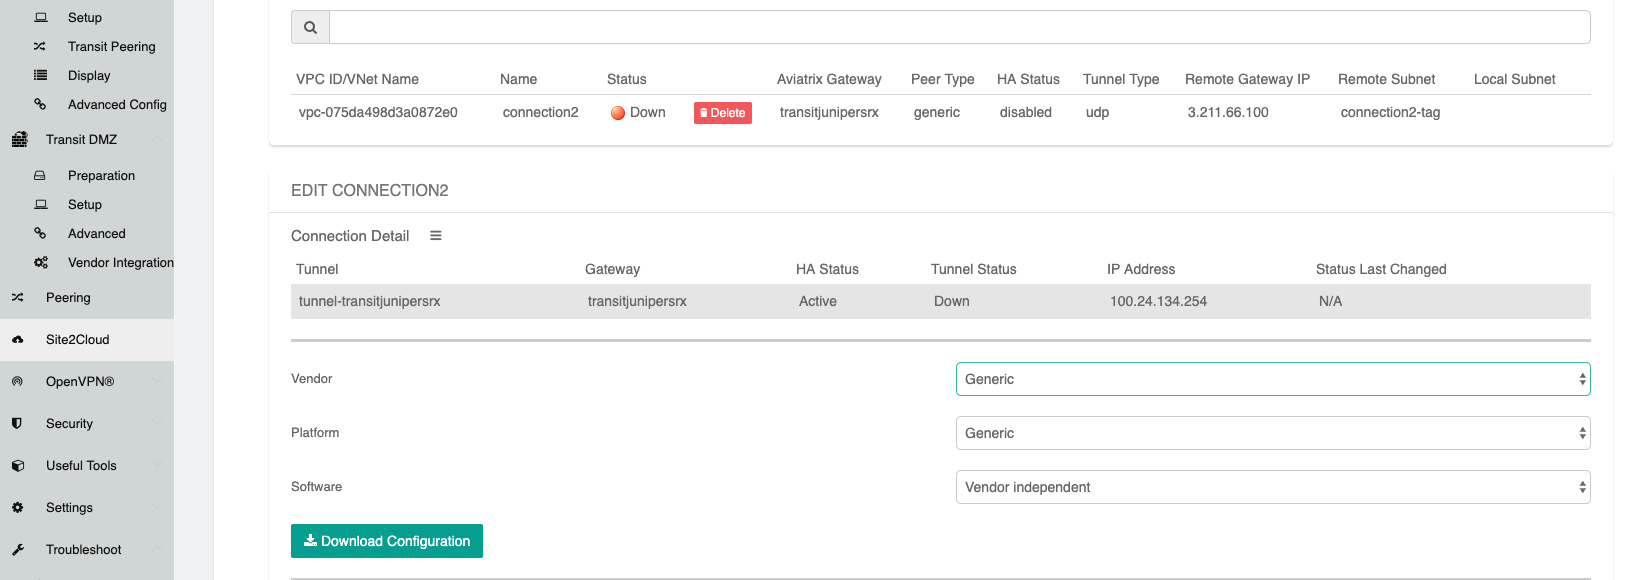 Setup
Transit Peering
Display
Advanced Config
Transit DMZ
Preparation
Setup
Advanced
Vendor Integration
Peering
Site2Cloud
OpenVPN®
Security
Useful Tools
Settings
Troubleshoot
VPC ID/VNet Name Name Status Aviatrix Gateway Peer Type HA Status Tunnel Type Remote Gateway IP Remote Subnet Local Subnet
vpc-075da498d3a0872e0 connection2 Down Delete transitjunipersrx generic disabled udp 3.211.66.100 connection2-tag
EDIT CONNECTION2
Connection Detail
Tunnel Gateway HA Status Tunnel Status IP Address Status Last Changed
tunnel-transitjunipersrx transitjunipersrx Active Down 100.24.134.254 N/A
Vendor Generic
Platform Generic
Software Vendor independent
Download Configuration